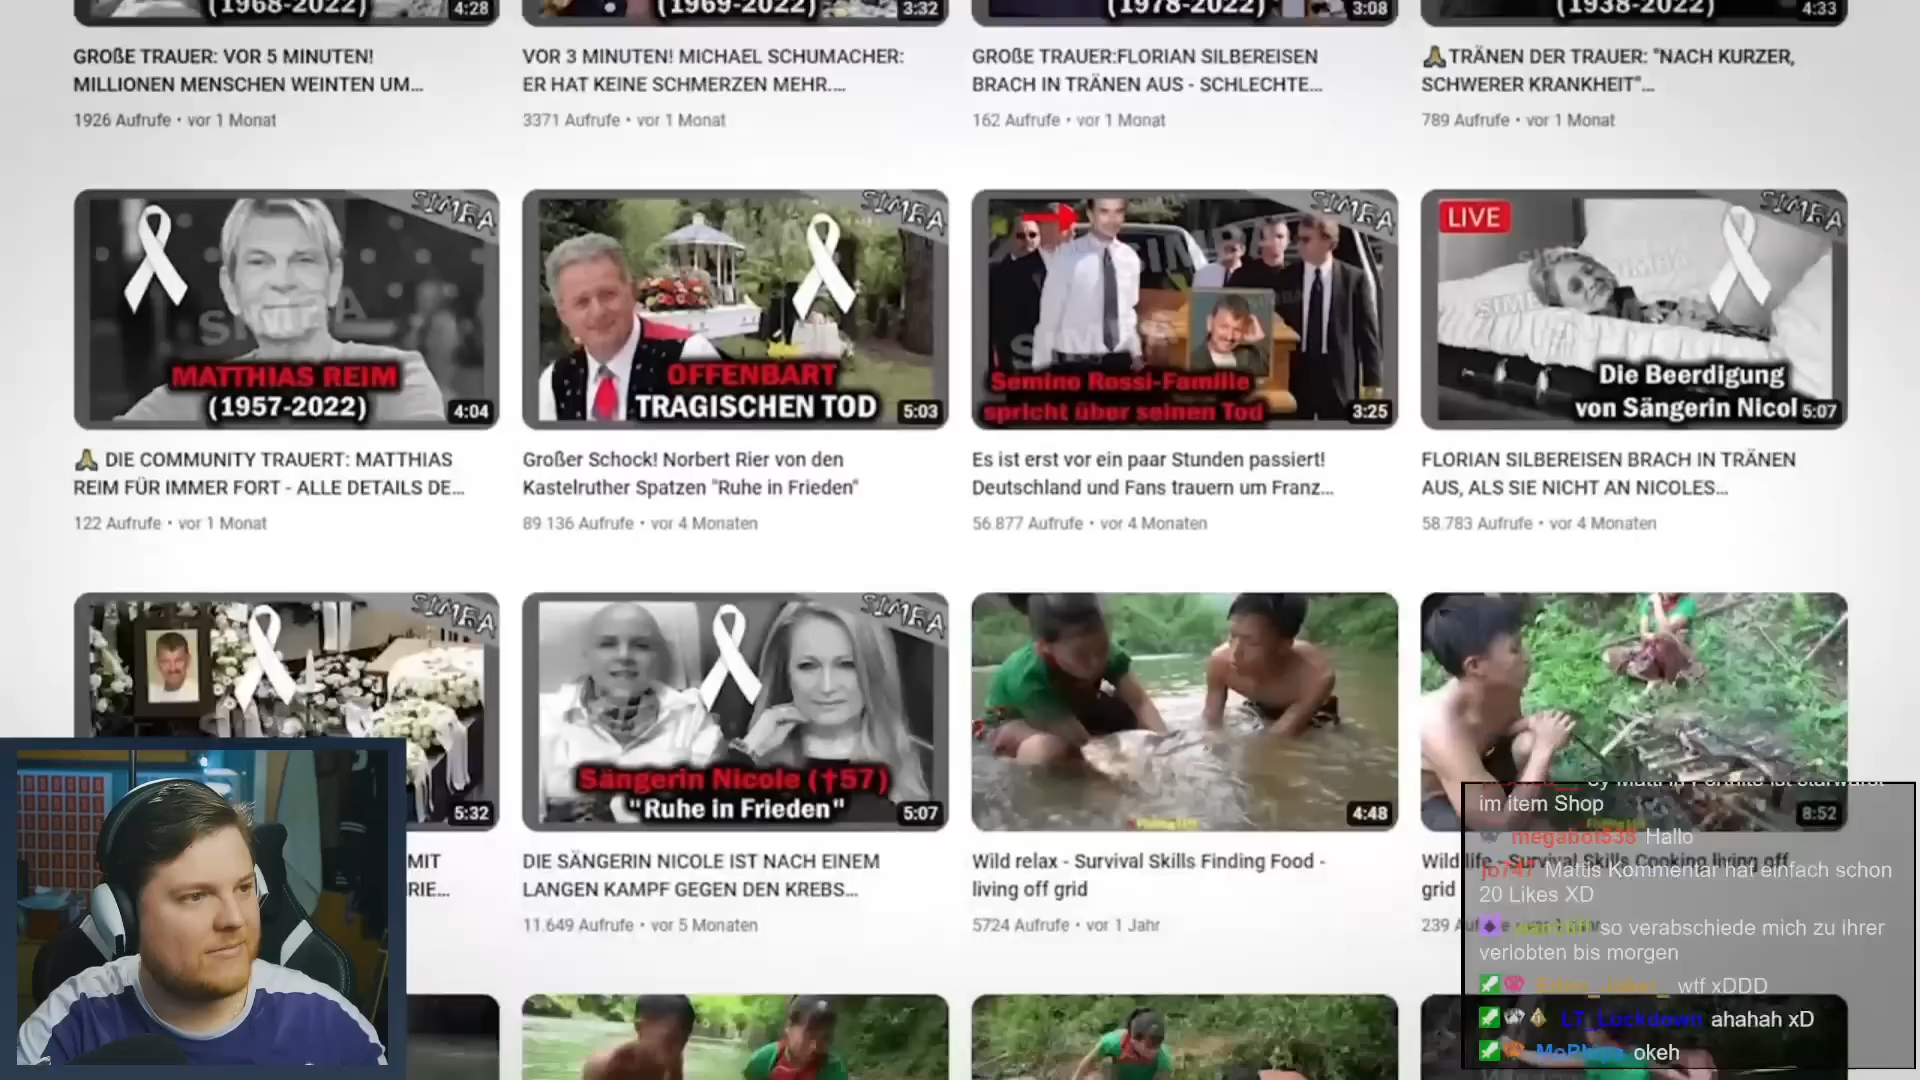 (1968-2022)
4:28
(1969-2022)
3:32
(1978-2022)
3:08
(1938-2022)
4:33
GROßE TRAUER: VOR 5 MINUTEN!
MILLIONEN MENSCHEN WEINTEN UM...
1926 Aufrufe • vor 1 Monat
VOR 3 MINUTEN! MICHAEL SCHUMACHER:
ER HAT KEINE SCHMERZEN MEHR....
3371 Aufrufe • vor 1 Monat
GROßE TRAUER:FLORIAN SILBEREISEN
BRACH IN TRÄNEN AUS - SCHLECHTE...
162 Aufrufe • vor 1 Monat
🙏TRÄNEN DER TRAUER: "NACH KURZER,
SCHWERER KRANKHEIT"...
789 Aufrufe • vor 1 Monat
SIMBA
SIMBA
MATTHIAS REIM
(1957-2022)
4:04
SIMBA
OFFENBART
TRAGISCHEN TOD
5:03
SIMBA
SIMBA
Semino Rossi-Familie
spricht über seinen Tod
3:25
LIVE
SIMBA
Die Beerdigung
von Sängerin Nicol
5:07
🙏 DIE COMMUNITY TRAUERT: MATTHIAS
REIM FÜR IMMER FORT - ALLE DETAILS DE...
122 Aufrufe • vor 1 Monat
Großer Schock! Norbert Rier von den
Kastelruther Spatzen "Ruhe in Frieden"
89.136 Aufrufe • vor 4 Monaten
Es ist erst vor ein paar Stunden passiert!
Deutschland und Fans trauern um Franz...
56.877 Aufrufe • vor 4 Monaten
FLORIAN SILBEREISEN BRACH IN TRÄNEN
AUS, ALS SIE NICHT AN NICOLES...
58.783 Aufrufe • vor 4 Monaten
SIMBA
5:32
SIMBA
Sängerin Nicole (†57)
"Ruhe in Frieden"
5:07
4:48
8:52
MIT
RIE...
DIE SÄNGERIN NICOLE IST NACH EINEM
LANGEN KAMPF GEGEN DEN KREBS...
11.649 Aufrufe • vor 5 Monaten
Wild relax - Survival Skills Finding Food -
living off grid
5724 Aufrufe • vor 1 Jahr
Wild life - Survival Skills Cooking living off
grid
239
im item Shop
megabot538 Hallo
jo747 Mattis Kommentar hat einfach schon
20 Likes XD
so verabschiede mich zu ihrer
verlobten bis morgen
wtf xDDD
LT_Lockdown ahahah xD
okeh